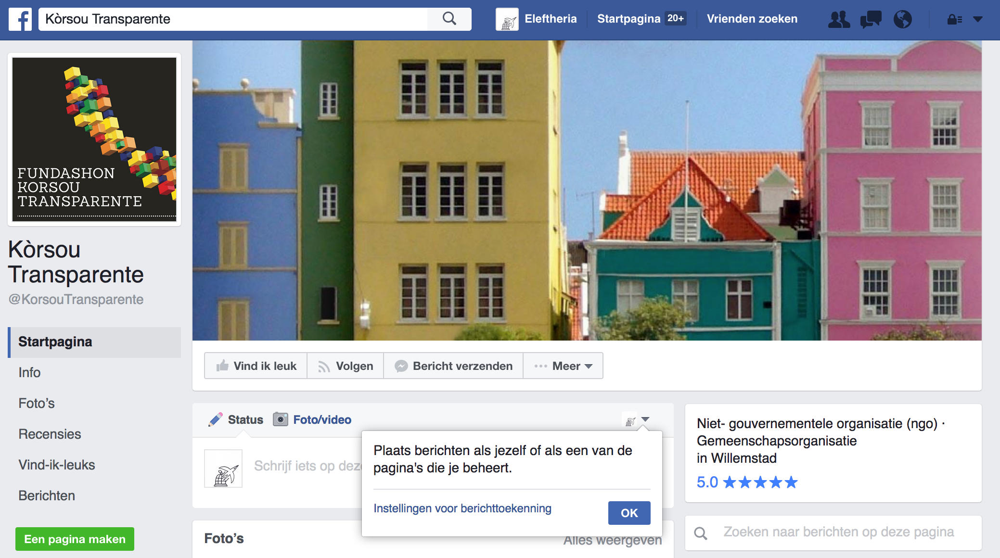 Kòrsou Transparente
Eleftheria
Startpagina 20+
Vrienden zoeken
FUNDASHON
KORSOU
TRANSPARENTE
Kòrsou
Transparente
@KorsouTransparente
Startpagina
Info
Foto’s
Recensies
Vind-ik-leuks
Berichten
Een pagina maken
Vind ik leuk
Volgen
Bericht verzenden
Meer
Status
Foto/video
Schrijf iets op deze
Plaats berichten als jezelf of als een van de
pagina's die je beheert.
Instellingen voor berichttoekenning
OK
Foto’s
Alles weergeven
Niet- gouvernementele organisatie (ngo) ·
Gemeenschapsorganisatie
in Willemstad
5.0
Zoeken naar berichten op deze pagina